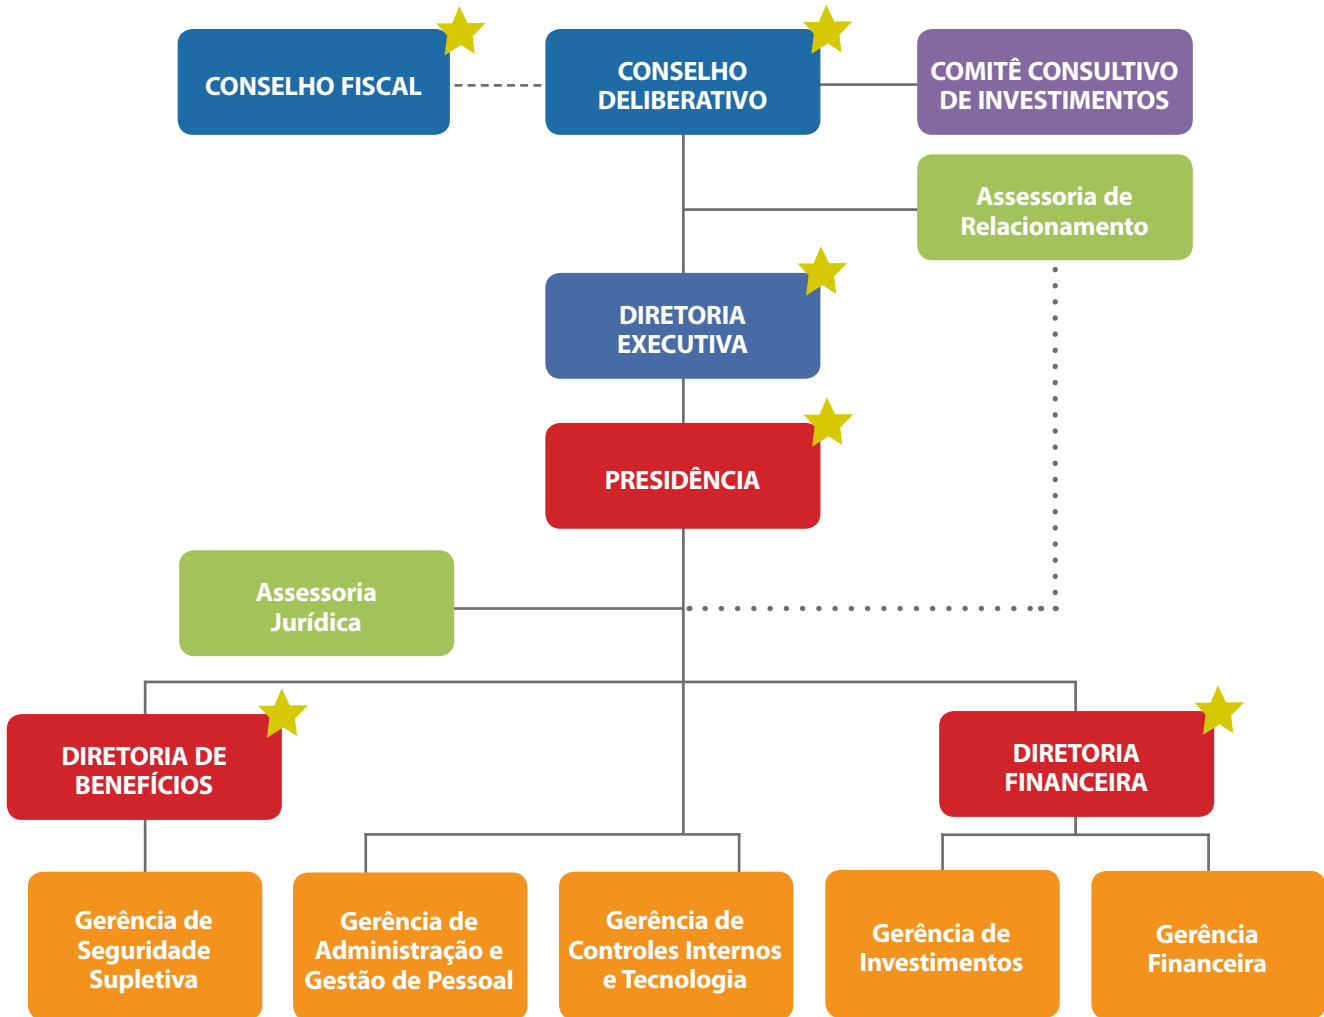 CONSELHO FISCAL
CONSELHO
DELIBERATIVO
COMITÊ CONSULTIVO
DE INVESTIMENTOS
Assessoria de
Relacionamento
DIRETORIA
EXECUTIVA
PRESIDÊNCIA
Assessoria
Jurídica
DIRETORIA DE
BENEFÍCIOS
DIRETORIA
FINANCEIRA
Gerência de
Seguridade
Supletiva
Gerência de
Administração e
Gestão de Pessoal
Gerência de
Controles Internos
e Tecnologia
Gerência de
Investimentos
Gerência
Financeira